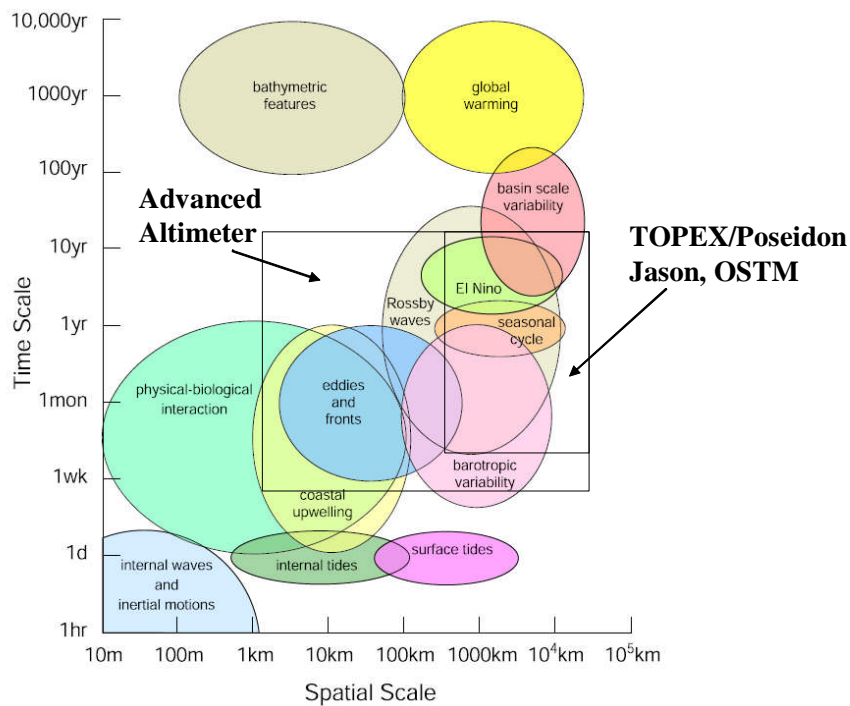 10,000yr
1000yr
100yr
10yr
1yr
1mon
1wk
1d
1hr
Time Scale
bathymetric
features
global
warming
basin scale
variability
Advanced
Altimeter
TOPEX/Poseidon
Jason, OSTM
El Nino
Rossby
waves
seasonal
cycle
physical-biological
interaction
eddies
and
fronts
barotropic
variability
coastal
upwelling
internal waves
and
inertial motions
internal tides
surface tides
10m
100m
1km
10km
100km
1000km
10⁴km
10⁵km
Spatial Scale